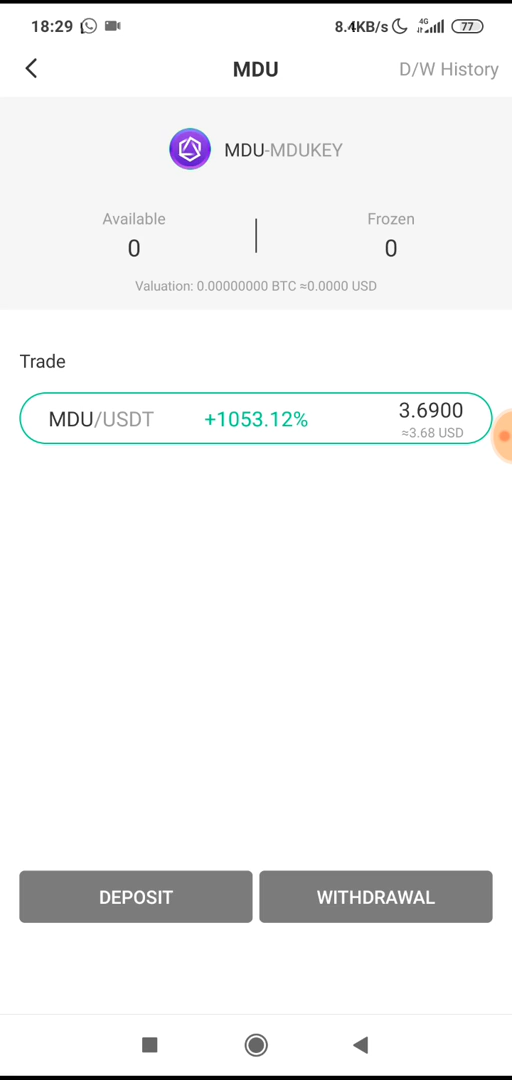 18:29 8.4KB/s 4G 77
MDU D/W History
MDU-MDUKEY
Available Frozen
0 0
Valuation: 0.00000000 BTC ≈0.0000 USD
Trade
MDU/USDT +1053.12% 3.6900
≈3.68 USD
DEPOSIT WITHDRAWAL